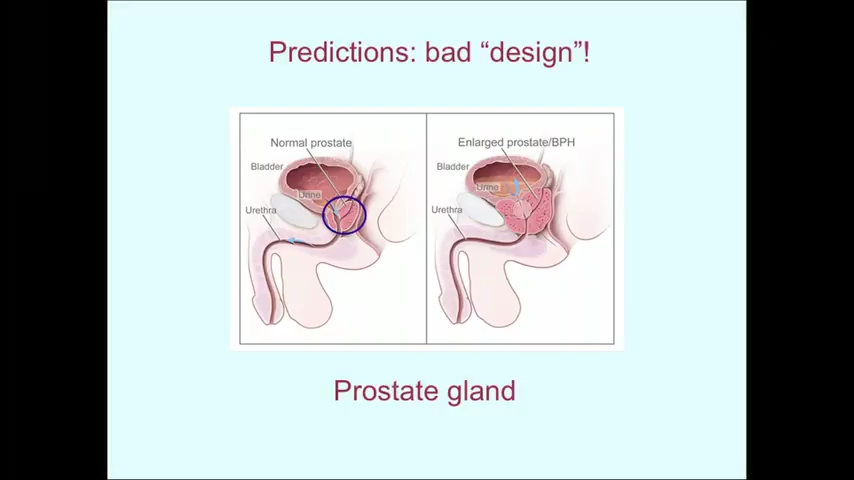 Predictions: bad “design”!
Normal prostate
Bladder
Urine
Urethra
Enlarged prostate/BPH
Bladder
Urine
Urethra
Prostate gland